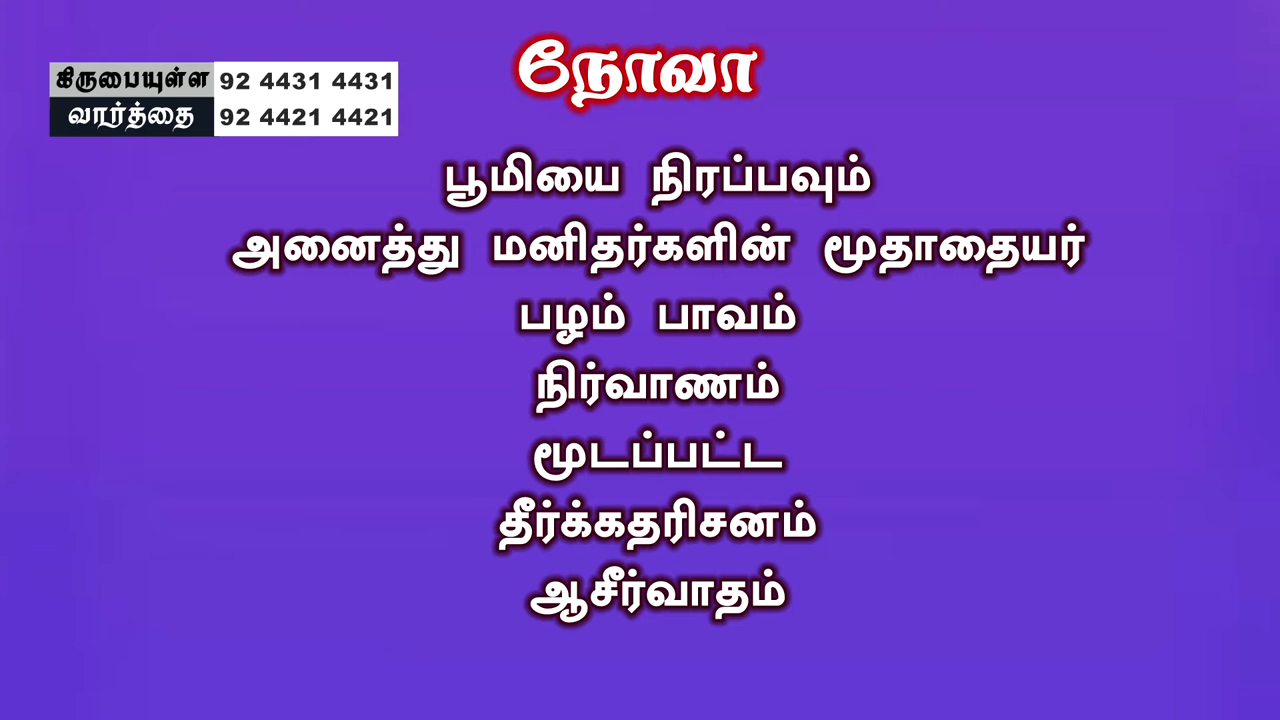 நோவா
கிருபையுள்ள 92 4431 4431
வார்த்தை 92 4421 4421
பூமியை நிரப்பவும்
அனைத்து மனிதர்களின் மூதாதையர்
பழம் பாவம்
நிர்வாணம்
மூடப்பட்ட
தீர்க்கதரிசனம்
ஆசீர்வாதம்